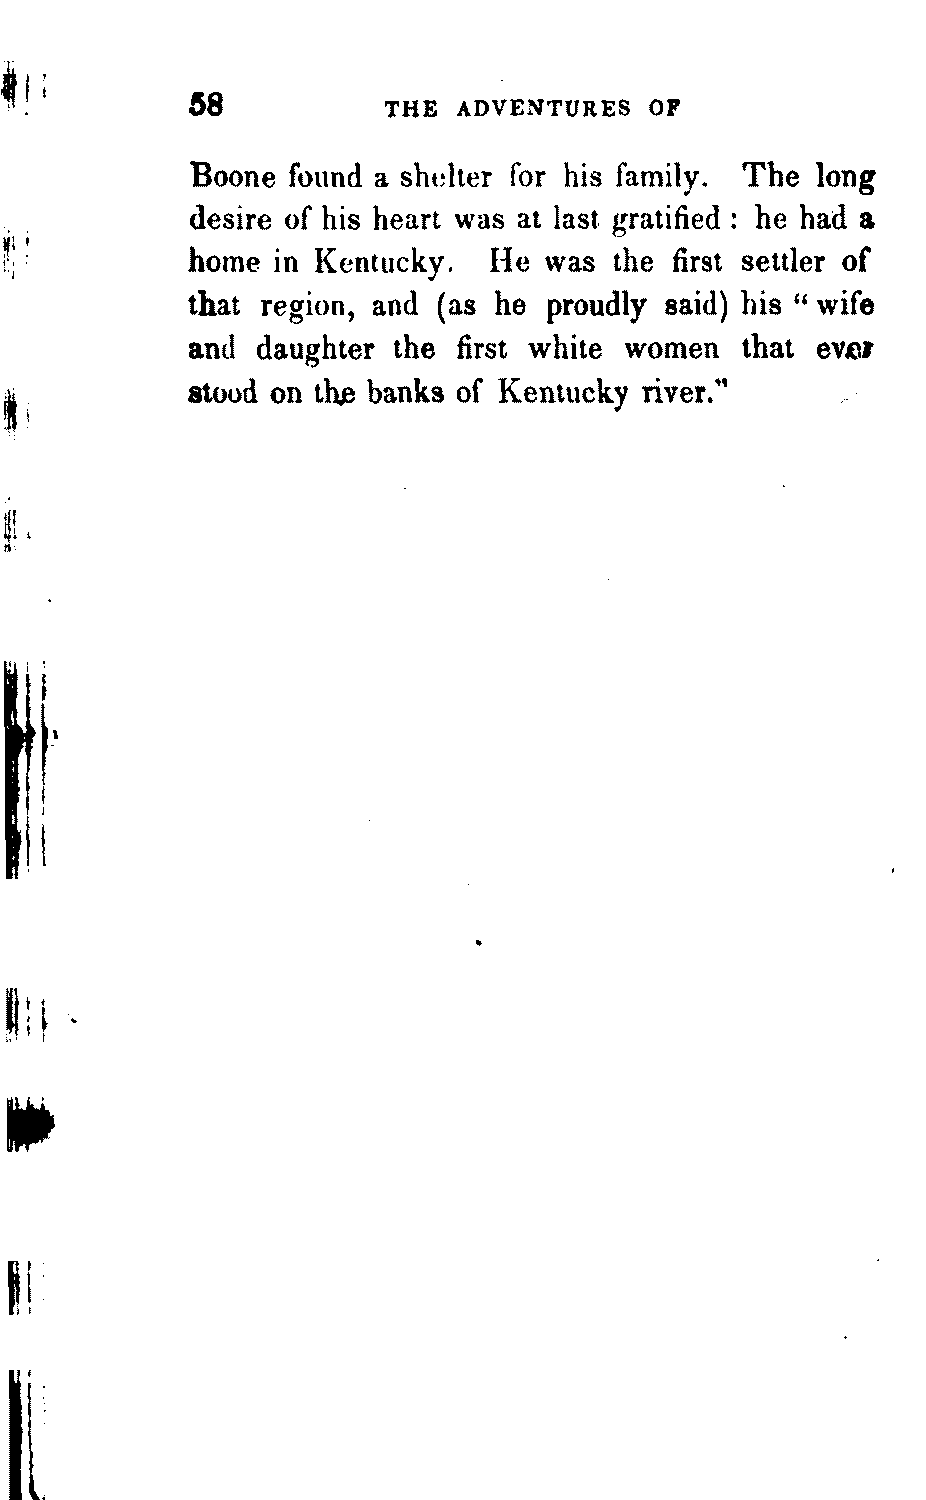 58 THE ADVENTURES OF
Boone found a shelter for his family. The long
desire of his heart was at last gratified : he had a
home in Kentucky. He was the first settler of
that region, and (as he proudly said) his “ wife
and daughter the first white women that ever
stood on the banks of Kentucky river.”